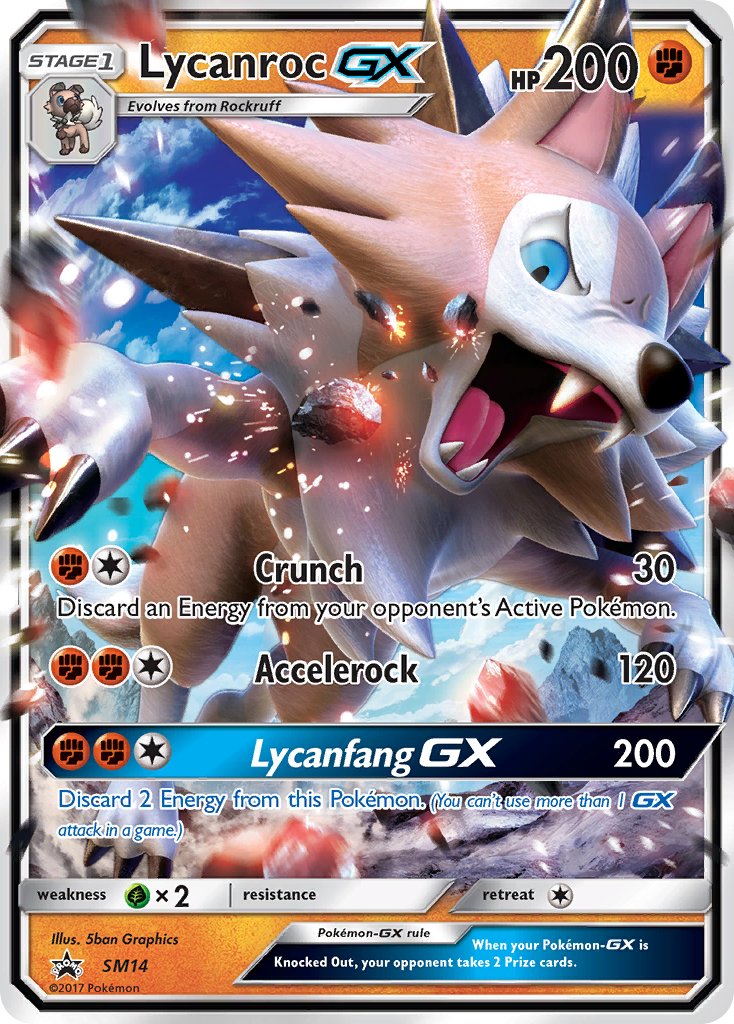 STAGE1
Lycanroc GX
HP200
Evolves from Rockruff
Crunch 30
Discard an Energy from your opponent's Active Pokémon.
Accelerock 120
Lycanfang GX 200
Discard 2 Energy from this Pokémon. (You can't use more than 1 GX
attack in a game.)
weakness ×2 resistance retreat
Illus. 5ban Graphics
PROMO SM14
©2017 Pokémon
Pokémon-GX rule
When your Pokémon-GX is
Knocked Out, your opponent takes 2 Prize cards.